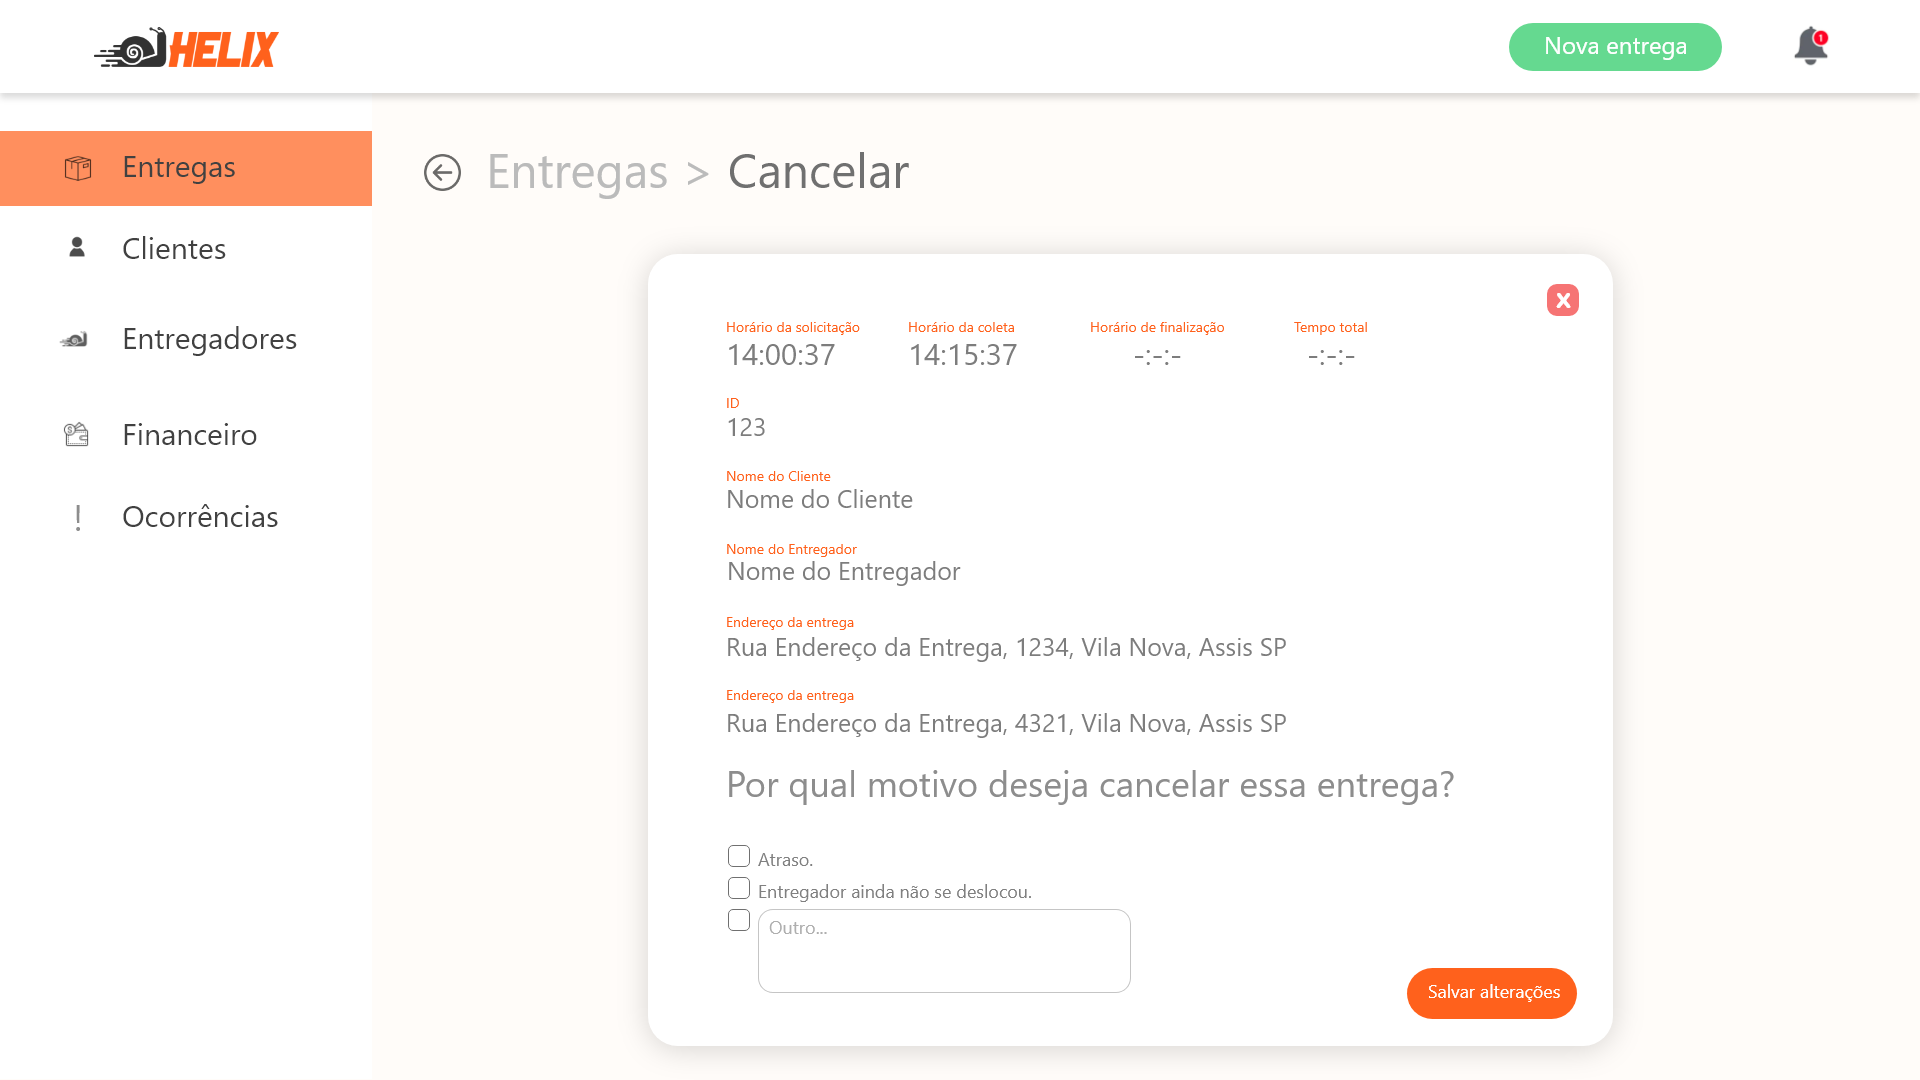 HELIX
Nova entrega
1
Entregas
Clientes
Entregadores
Financeiro
! Ocorrências
Entregas > Cancelar
X
Horário da solicitação
14:00:37
Horário da coleta
14:15:37
Horário de finalização
-:-:-
Tempo total
-:-:-
ID
123
Nome do Cliente
Nome do Cliente
Nome do Entregador
Nome do Entregador
Endereço da entrega
Rua Endereço da Entrega, 1234, Vila Nova, Assis SP
Endereço da entrega
Rua Endereço da Entrega, 4321, Vila Nova, Assis SP
Por qual motivo deseja cancelar essa entrega?
Atraso.
Entregador ainda não se deslocou.
Outro...
Salvar alterações